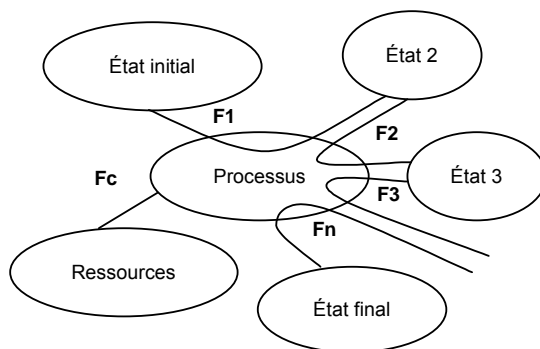 État initial
État 2
F1
F2
Processus
Fc
F3
État 3
Fn
Ressources
État final